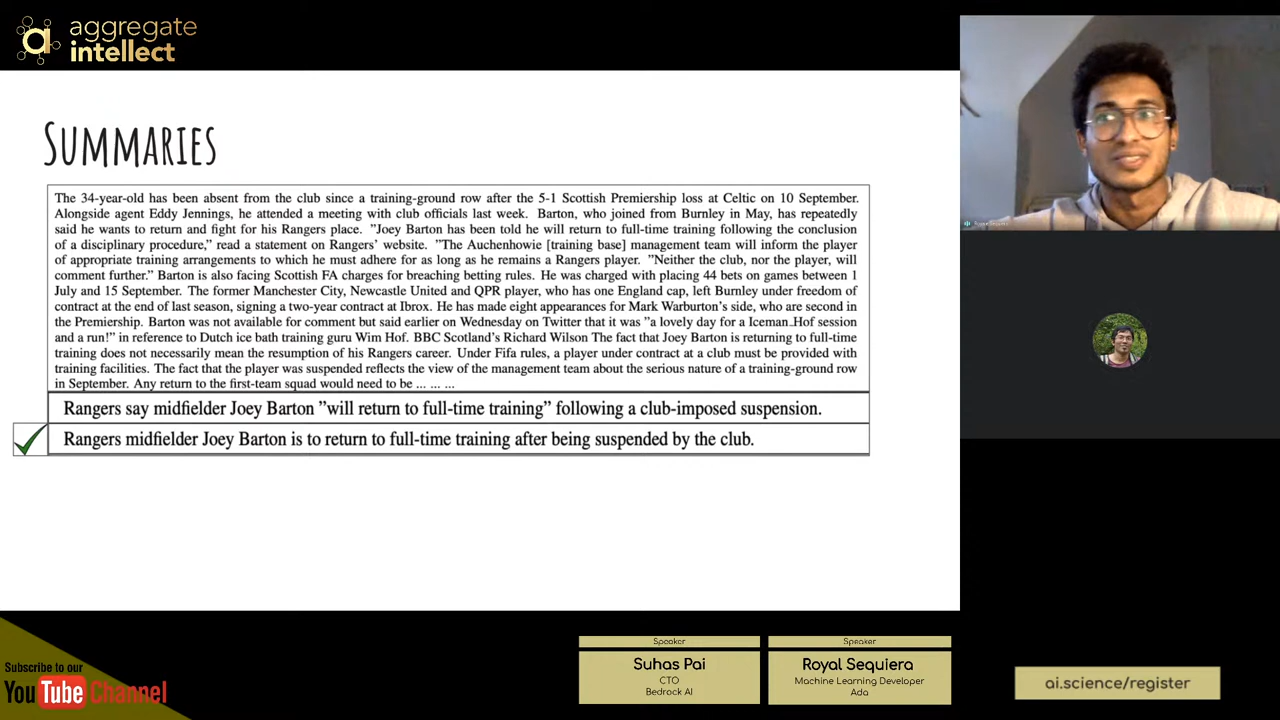 aggregate
intellect
Summaries
The 34-year-old has been absent from the club since a training-ground row after the 5-1 Scottish Premiership loss at Celtic on 10 September.
Alongside agent Eddy Jennings, he attended a meeting with club officials last week. Barton, who joined from Burnley in May, has repeatedly
said he wants to return and fight for his Rangers place. "Joey Barton has been told he will return to full-time training following the conclusion
of a disciplinary procedure," read a statement on Rangers' website. "The Auchenhowie [training base] management team will inform the player
of appropriate training arrangements to which he must adhere for as long as he remains a Rangers player. "Neither the club, nor the player, will
comment further." Barton is also facing Scottish FA charges for breaching betting rules. He was charged with placing 44 bets on games between 1
July and 15 September. The former Manchester City, Newcastle United and QPR player, who has one England cap, left Burnley under freedom of
contract at the end of last season, signing a two-year contract at Ibrox. He has made eight appearances for Mark Warburton's side, who are second in
the Premiership. Barton was not available for comment but said earlier on Wednesday on Twitter that it was "a lovely day for a Iceman_Hof session
and a run!" in reference to Dutch ice bath training guru Wim Hof. BBC Scotland's Richard Wilson The fact that Joey Barton is returning to full-time
training does not necessarily mean the resumption of his Rangers career. Under Fifa rules, a player under contract at a club must be provided with
training facilities. The fact that the player was suspended reflects the view of the management team about the serious nature of a training-ground row
in September. Any return to the first-team squad would need to be ... ... ...
Rangers say midfielder Joey Barton "will return to full-time training" following a club-imposed suspension.
Rangers midfielder Joey Barton is to return to full-time training after being suspended by the club.
Subscribe to our
YouTube Channel
Speaker
Suhas Pai
CTO
Bedrock AI
Speaker
Royal Sequiera
Machine Learning Developer
Ada
ai.science/register